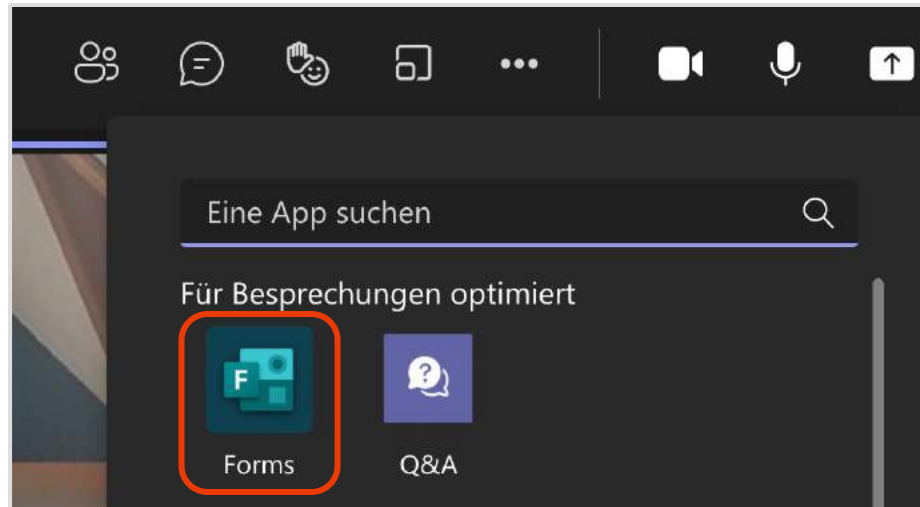 Eine App suchen
Für Besprechungen optimiert
F
?
Forms
Q&A